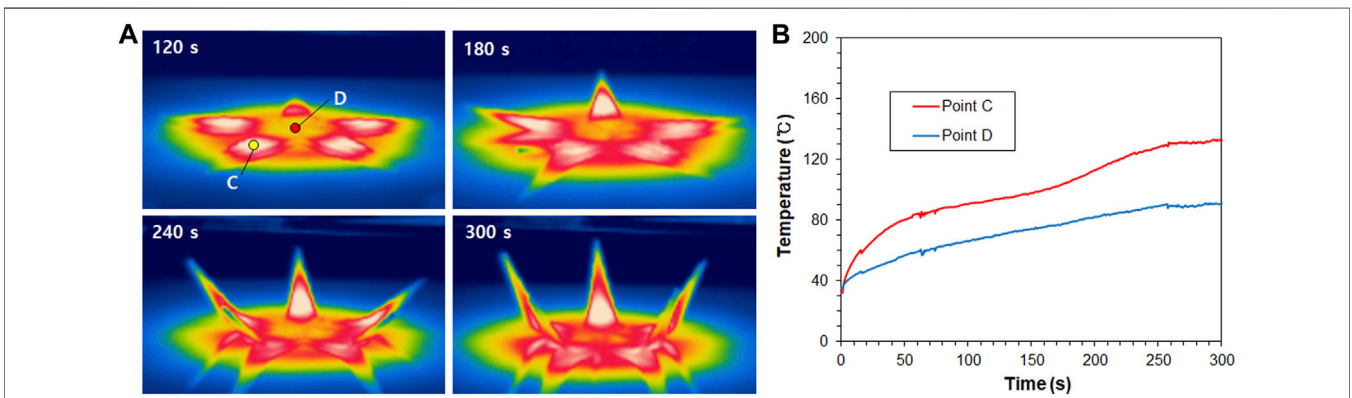 A
120 s
D
C
180 s
240 s
300 s
B
200
160
120
80
40
0
Temperature (℃)
Point C
Point D
0
50
100
150
200
250
300
Time (s)